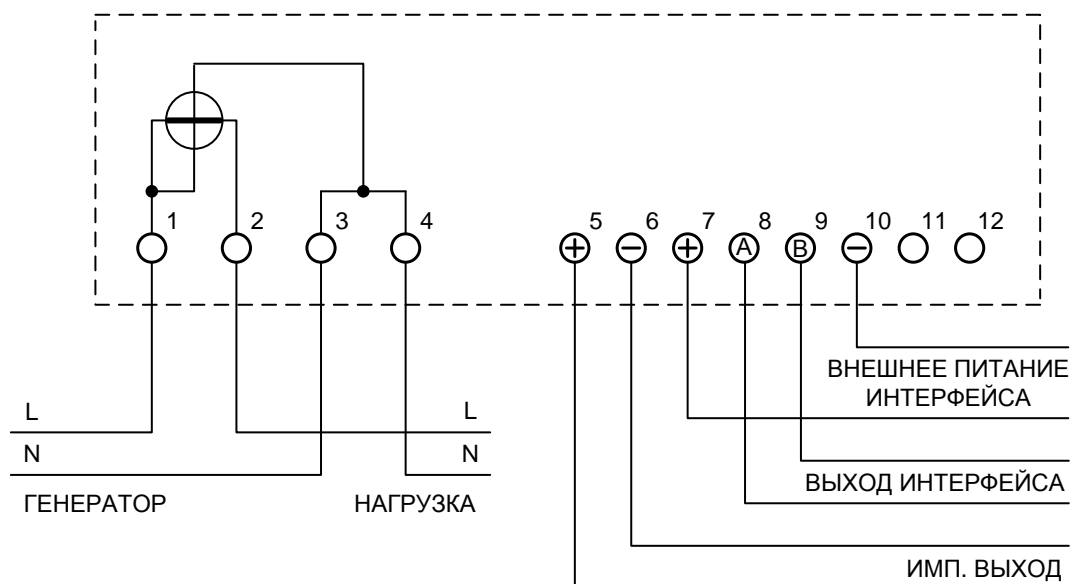 1 2 3 4 5 6 7 8 9 10 11 12
+ − + A B −
ВНЕШНЕЕ ПИТАНИЕ
ИНТЕРФЕЙСА
L L
N N
ВЫХОД ИНТЕРФЕЙСА
ГЕНЕРАТОР НАГРУЗКА
ИМП. ВЫХОД